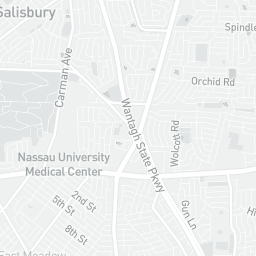 Salisbury
Spindle
Carman Ave
Orchid Rd
Wantagh State Pkwy
Wolcott Rd
Nassau University
Medical Center
2nd St
5th St
8th St
Gun Ln
Hi
East Meadow